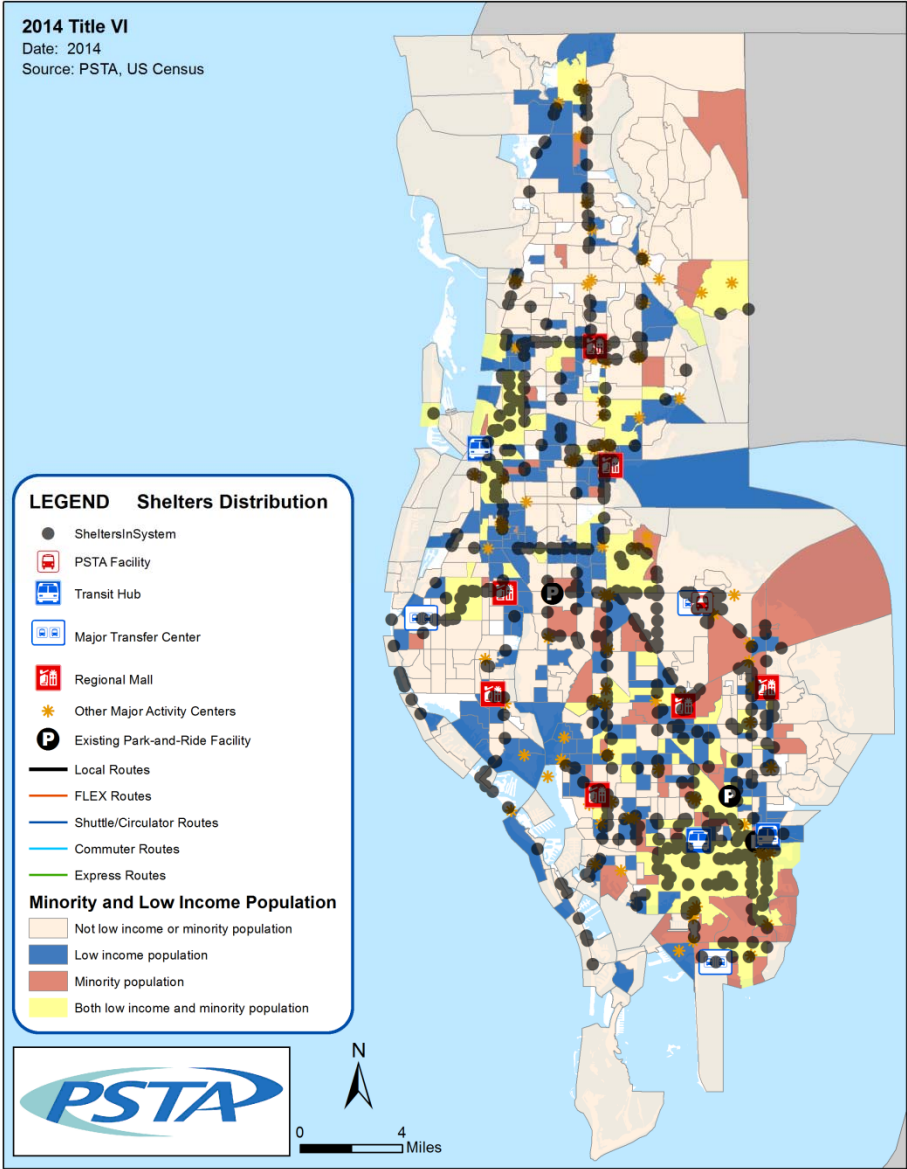 2014 Title VI
Date: 2014
Source: PSTA, US Census
LEGEND Shelters Distribution
SheltersInSystem
PSTA Facility
Transit Hub
Major Transfer Center
Regional Mall
Other Major Activity Centers
P Existing Park-and-Ride Facility
Local Routes
FLEX Routes
Shuttle/Circulator Routes
Commuter Routes
Express Routes
Minority and Low Income Population
Not low income or minority population
Low income population
Minority population
Both low income and minority population
P
P
PSTA
N
0 4
Miles